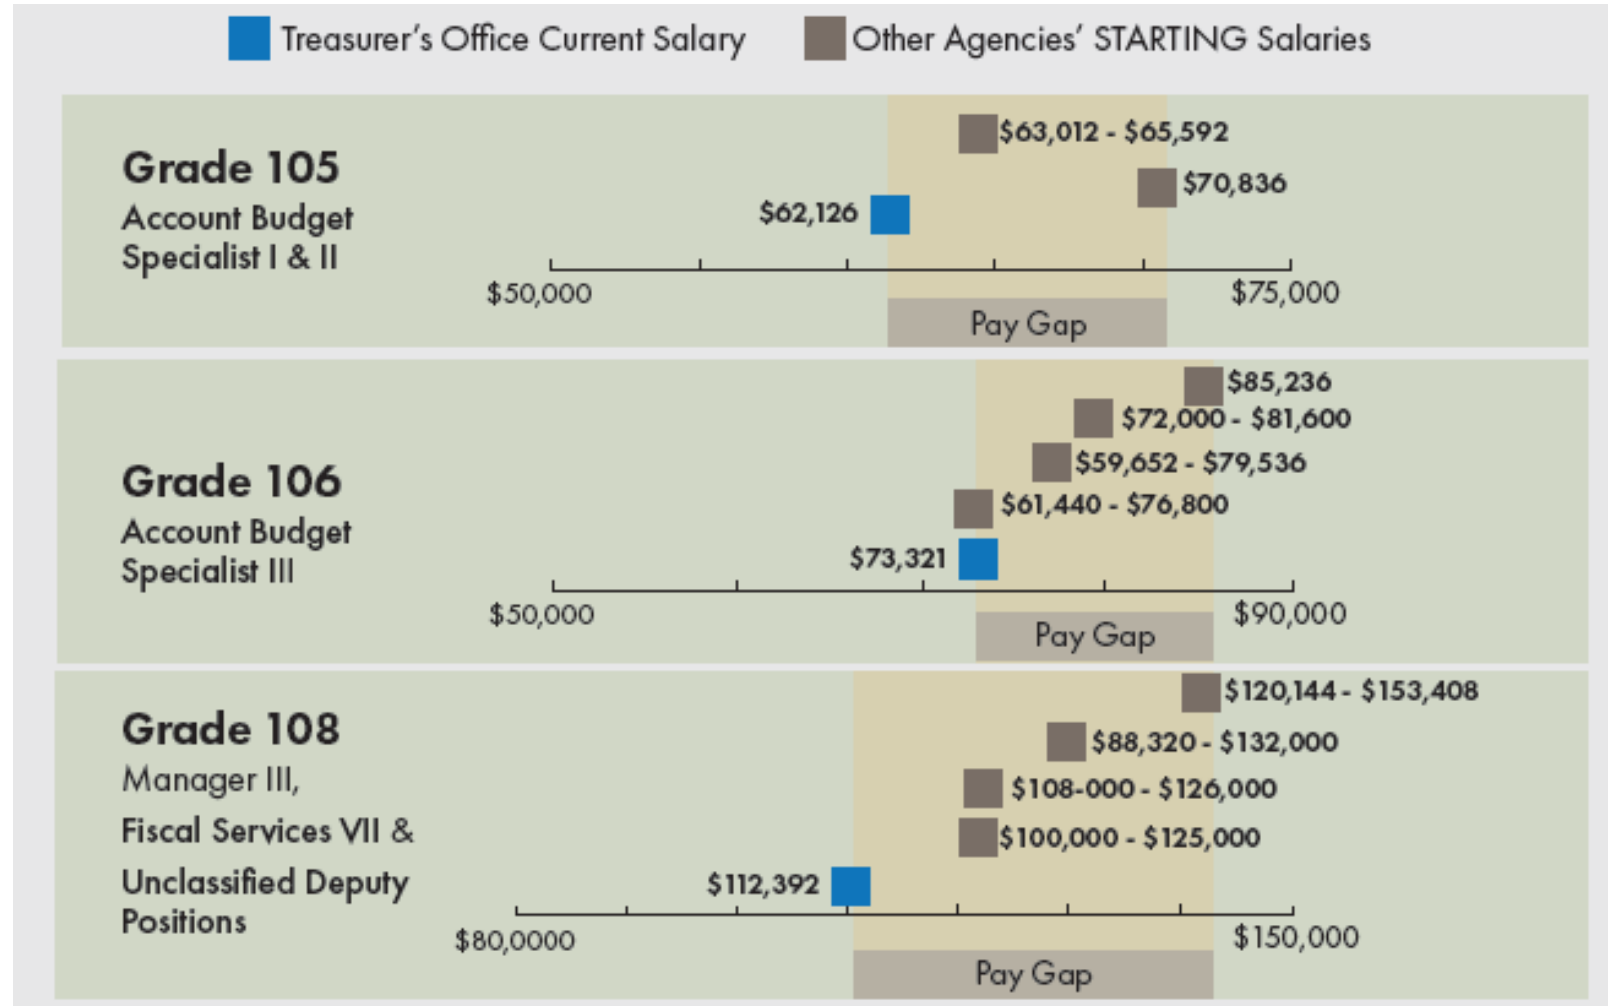 Treasurer's Office Current Salary
Other Agencies' STARTING Salaries
Grade 105
Account Budget
Specialist I & II
$63,012 - $65,592
$70,836
$62,126
$50,000
$75,000
Pay Gap
Grade 106
Account Budget
Specialist III
$85,236
$72,000 - $81,600
$59,652 - $79,536
$61,440 - $76,800
$73,321
$50,000
$90,000
Pay Gap
Grade 108
Manager III,
Fiscal Services VII &
Unclassified Deputy
Positions
$120,144 - $153,408
$88,320 - $132,000
$108-000 - $126,000
$100,000 - $125,000
$112,392
$80,0000
$150,000
Pay Gap